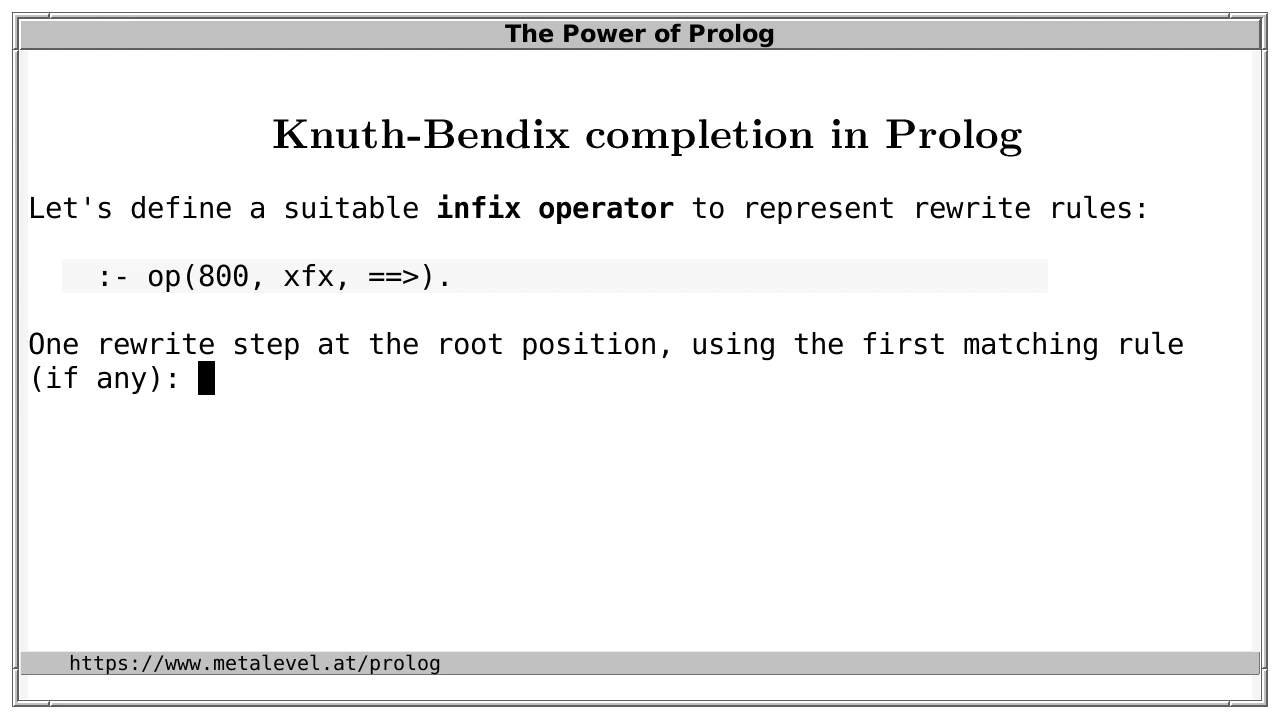 The Power of Prolog
Knuth-Bendix completion in Prolog
Let's define a suitable infix operator to represent rewrite rules:
:- op(800, xfx, ==>).
One rewrite step at the root position, using the first matching rule
(if any):
https://www.metalevel.at/prolog